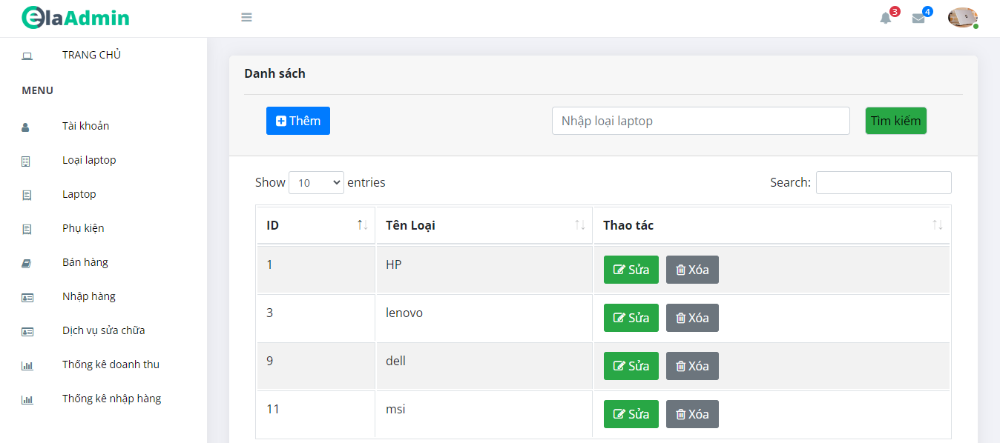 elaAdmin
3
4
TRANG CHỦ
MENU
Tài khoản
Loại laptop
Laptop
Phụ kiện
Bán hàng
Nhập hàng
Dịch vụ sửa chữa
Thống kê doanh thu
Thống kê nhập hàng
Danh sách
Thêm
Nhập loại laptop
Tìm kiếm
Show 10 entries
Search:
ID Tên Loại Thao tác
1 HP Sửa Xóa
3 lenovo Sửa Xóa
9 dell Sửa Xóa
11 msi Sửa Xóa